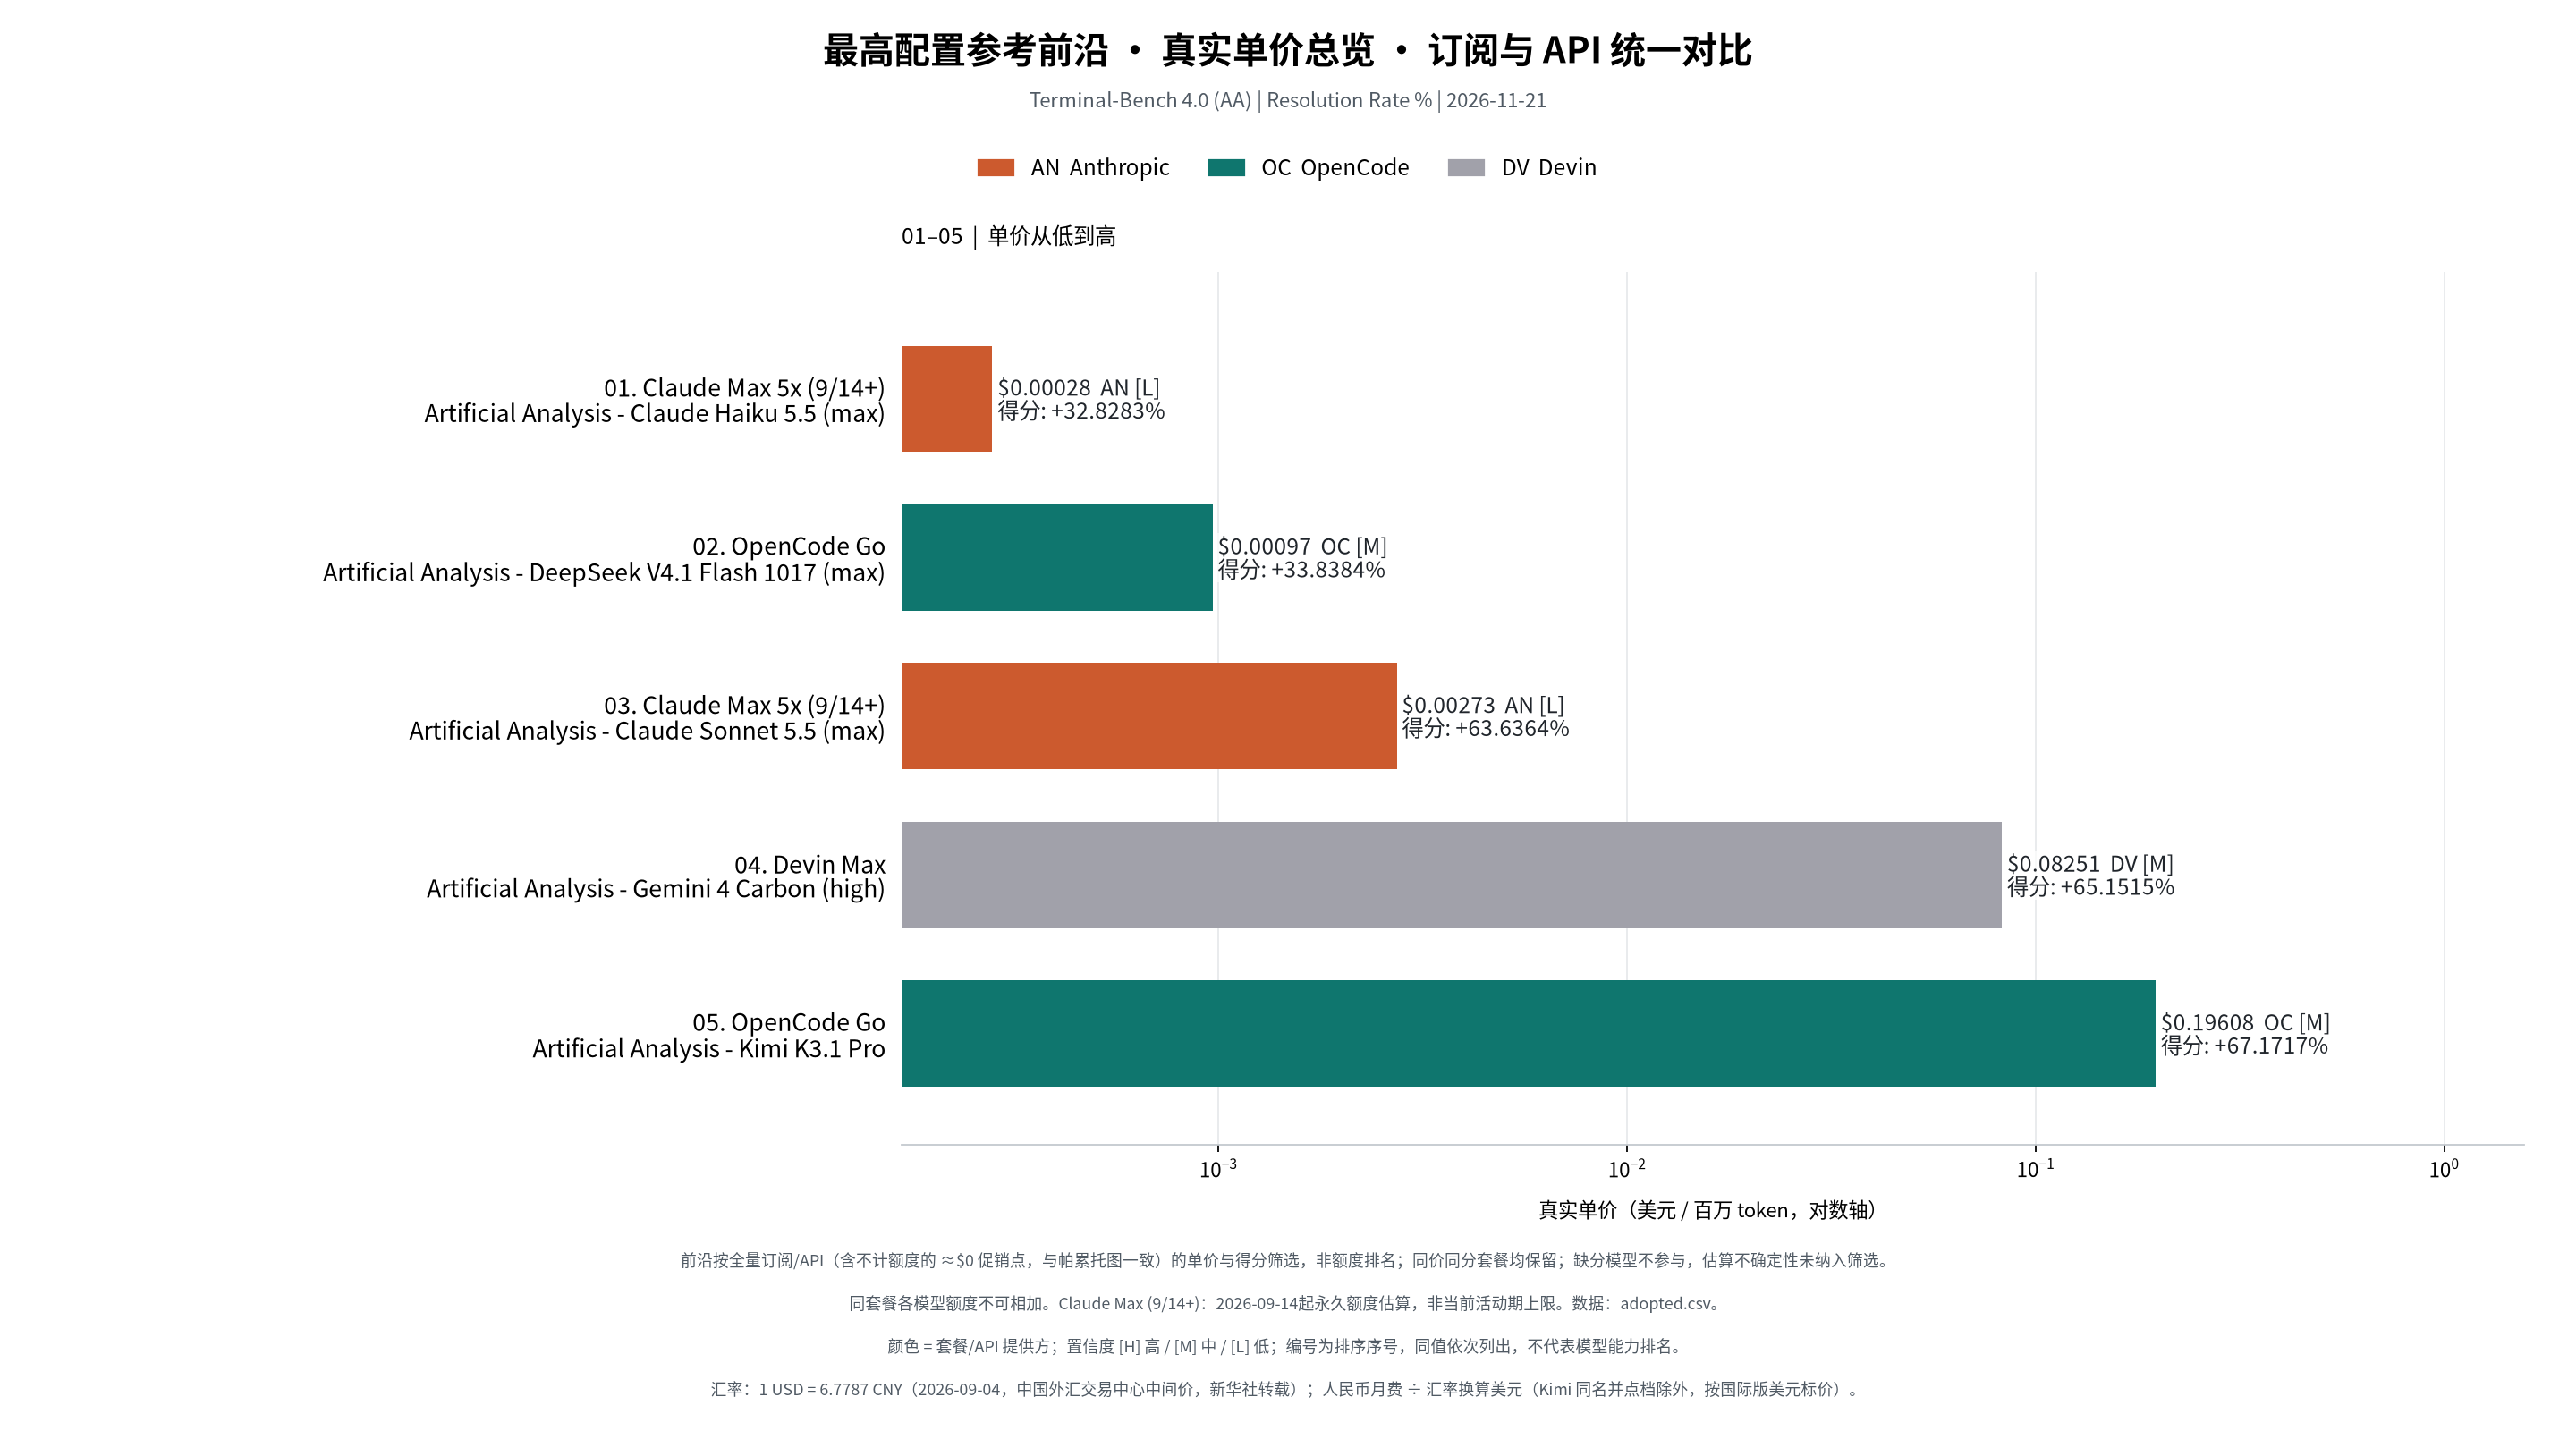 最高配置参考前沿 • 真实单价总览 • 订阅与 API 统一对比
Terminal-Bench 4.0 (AA) | Resolution Rate % | 2026-11-21
AN Anthropic
OC OpenCode
DV Devin
01–05 | 单价从低到高
01. Claude Max 5x (9/14+)
Artificial Analysis - Claude Haiku 5.5 (max)
$0.00028 AN [L]
得分: +32.8283%
02. OpenCode Go
Artificial Analysis - DeepSeek V4.1 Flash 1017 (max)
$0.00097 OC [M]
得分: +33.8384%
03. Claude Max 5x (9/14+)
Artificial Analysis - Claude Sonnet 5.5 (max)
$0.00273 AN [L]
得分: +63.6364%
04. Devin Max
Artificial Analysis - Gemini 4 Carbon (high)
$0.08251 DV [M]
得分: +65.1515%
05. OpenCode Go
Artificial Analysis - Kimi K3.1 Pro
$0.19608 OC [M]
得分: +67.1717%
10⁻³
10⁻²
10⁻¹
10⁰
真实单价（美元 / 百万 token，对数轴）
前沿按全量订阅/API（含不计额度的 ≈$0 促销点，与帕累托图一致）的单价与得分筛选，非额度排名；同价同分套餐均保留；缺分模型不参与，估算不确定性未纳入筛选。
同套餐各模型额度不可相加。Claude Max (9/14+)：2026-09-14起永久额度估算，非当前活动期上限。数据：adopted.csv。
颜色 = 套餐/API 提供方；置信度 [H] 高 / [M] 中 / [L] 低；编号为排序序号，同值依次列出，不代表模型能力排名。
汇率：1 USD = 6.7787 CNY（2026-09-04，中国外汇交易中心中间价，新华社转载）；人民币月费 ÷ 汇率换算美元（Kimi 同名并点档除外，按国际版美元标价）。